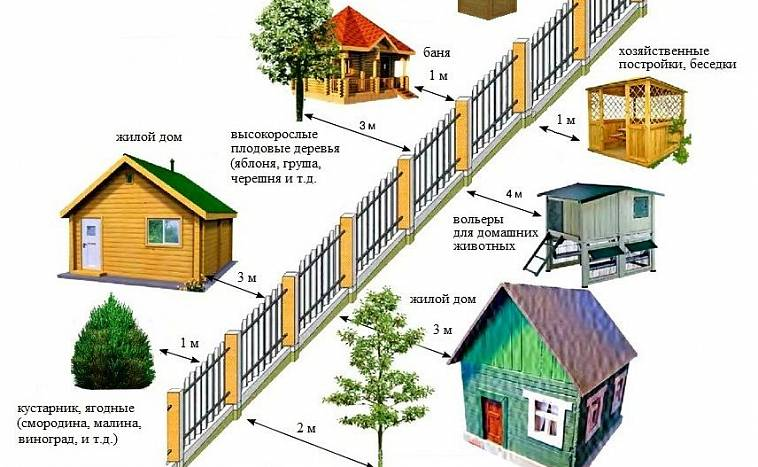 баня
1 м
хозяйственные
постройки, беседки
1 м
3 м
жилой дом
высокорослые
плодовые деревья
(яблоня, груша,
черешня и т.д.
4 м
вольеры
для домашних
животных
3 м
жилой дом
3 м
1 м
кустарник, ягодные
(смородина, малина,
виноград, и т.д.)
2 м